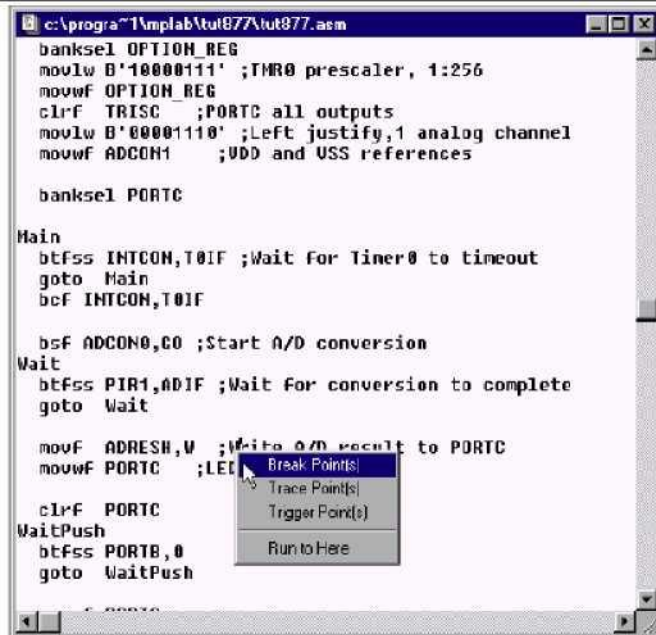 c:\progra~1\mplab\tut877\tut877.asm
banksel OPTION_REG
movlw B'10000111' ;TMR0 prescaler, 1:256
movwf OPTION_REG
clrf TRISC ;PORTC all outputs
movlw B'00001110' ;Left justify,1 analog channel
movwf ADCON1 ;VDD and VSS references
banksel PORTC
Main
btfss INTCON,T0IF ;Wait for Timer0 to timeout
goto Main
bcf INTCON,T0IF
bsf ADCON0,GO ;Start A/D conversion
Wait
btfss PIR1,ADIF ;Wait for conversion to complete
goto Wait
movf ADRESH,W ;Write A/D result to PORTC
movwf PORTC ;LED
Break Point(s)
Trace Point(s)
Trigger Point(s)
Run to Here
clrf PORTC
WaitPush
btfss PORTB,0
goto WaitPush